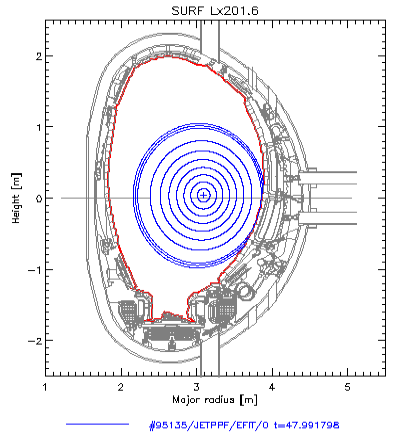 SURF Lx201.6
2
1
0
-1
-2
Height [m]
1 2 3 4 5
Major radius [m]
#95135/JETPPF/EFIT/0 t=47.991798